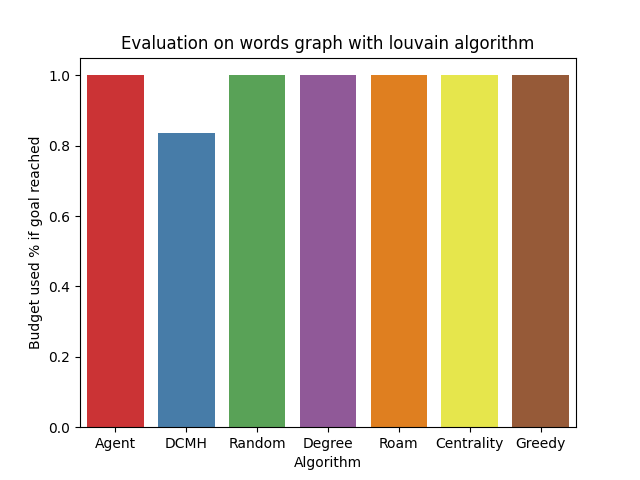 Evaluation on words graph with louvain algorithm
Budget used % if goal reached
1.0
0.8
0.6
0.4
0.2
0.0
Agent DCMH Random Degree Roam Centrality Greedy
Algorithm